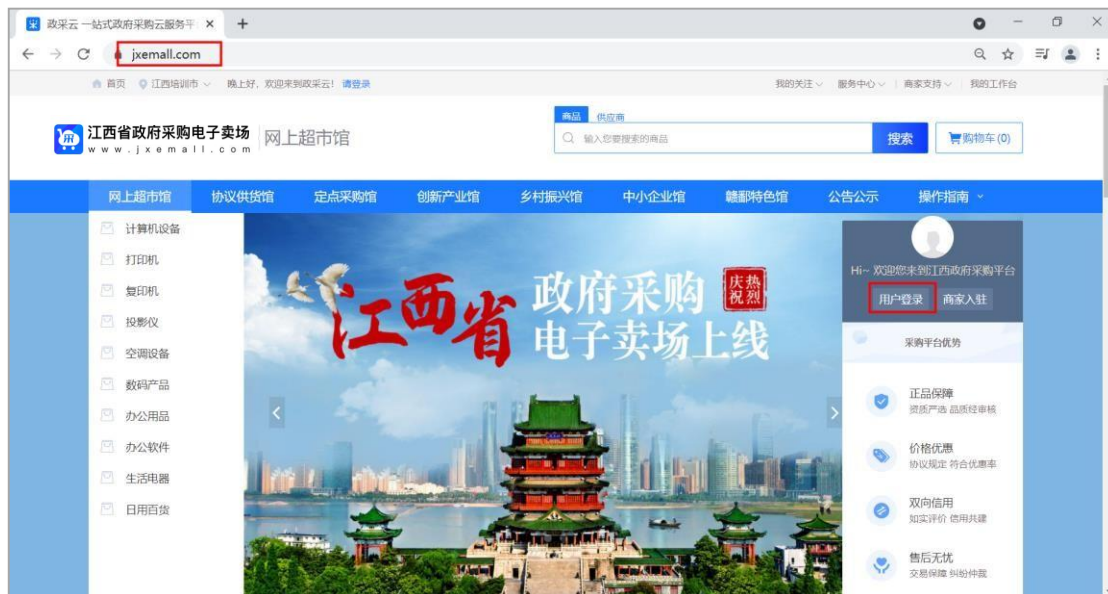 政采云 一站式政府采购云服务平
jxemall.com
首页 江西培训市 晚上好，欢迎来到政采云！ 请登录 我的关注 服务中心 商家支持 我的工作台
商品 供应商
江西省政府采购电子卖场 网上超市馆
www.jxemall.com
输入您要搜索的商品 搜索 购物车(0)
网上超市馆 协议供货馆 定点采购馆 创新产业馆 乡村振兴馆 中小企业馆 赣鄱特色馆 公告公示 操作指南
计算机设备
打印机
复印机
投影仪
空调设备
数码产品
办公用品
办公软件
生活电器
日用百货
江西省 政府采购 热烈庆祝
电子卖场上线
Hi~ 欢迎您来到江西政府采购平台
用户登录 商家入驻
采购平台优势
正品保障
资质严选 品质经审核
价格优惠
协议规定 符合优惠率
双向信用
如实评价 信用共建
售后无忧
交易保障 纠纷仲裁